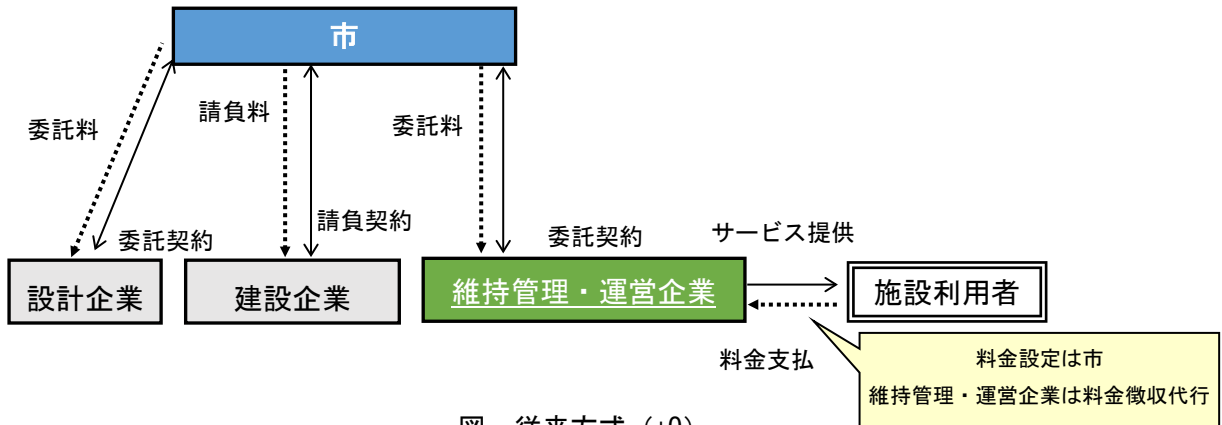 市
委託料
請負料
委託料
委託契約
請負契約
委託契約
サービス提供
設計企業
建設企業
維持管理・運営企業
施設利用者
料金支払
料金設定は市
維持管理・運営企業は料金徴収代行